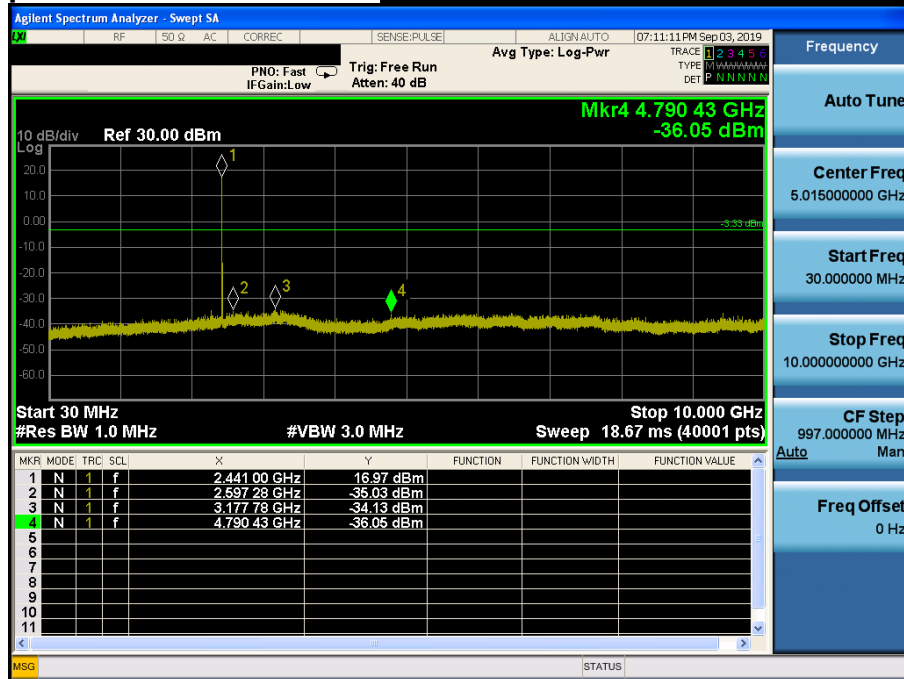 Agilent Spectrum Analyzer - Swept SA
LXI RF 50 Ω AC CORREC SENSE:PULSE ALIGN AUTO 07:11:11 PM Sep 03, 2019
PNO: Fast
IFGain:Low
Trig: Free Run
Atten: 40 dB
Avg Type: Log-Pwr
TRACE 1 2 3 4 5 6
TYPE M WWWWW
DET P N N N N N
Mkr4 4.790 43 GHz
-36.05 dBm
10 dB/div Ref 30.00 dBm
Log
20.0
10.0
0.00
-10.0
-20.0
-30.0
-40.0
-50.0
-60.0
1
2
3
4
-3.33 dBm
Start 30 MHz Stop 10.000 GHz
#Res BW 1.0 MHz #VBW 3.0 MHz Sweep 18.67 ms (40001 pts)
MKR MODE TRC SCL X Y FUNCTION FUNCTION WIDTH FUNCTION VALUE
1 N 1 f 2.441 00 GHz 16.97 dBm
2 N 1 f 2.597 28 GHz -35.03 dBm
3 N 1 f 3.177 78 GHz -34.13 dBm
4 N 1 f 4.790 43 GHz -36.05 dBm
5
6
7
8
9
10
11
MSG STATUS
Frequency
Auto Tune
Center Freq
5.015000000 GHz
Start Freq
30.000000 MHz
Stop Freq
10.000000000 GHz
CF Step
997.000000 MHz
Auto Man
Freq Offset
0 Hz